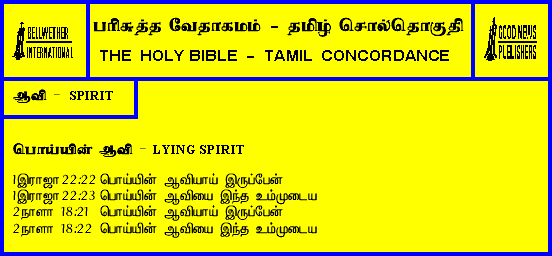 BELLWETHER
INTERNATIONAL
பரிசுத்த வேதாகமம் - தமிழ் சொல்தொகுதி
THE HOLY BIBLE - TAMIL CONCORDANCE
GOOD NEWS
PUBLISHERS
ஆவி - SPIRIT
பொய்யின் ஆவி - LYING SPIRIT
1இராஜா 22:22 பொய்யின் ஆவியாய் இருப்பேன்
1இராஜா 22:23 பொய்யின் ஆவியை இந்த உம்முடைய
2நாளா 18:21 பொய்யின் ஆவியாய் இருப்பேன்
2நாளா 18:22 பொய்யின் ஆவியை இந்த உம்முடைய